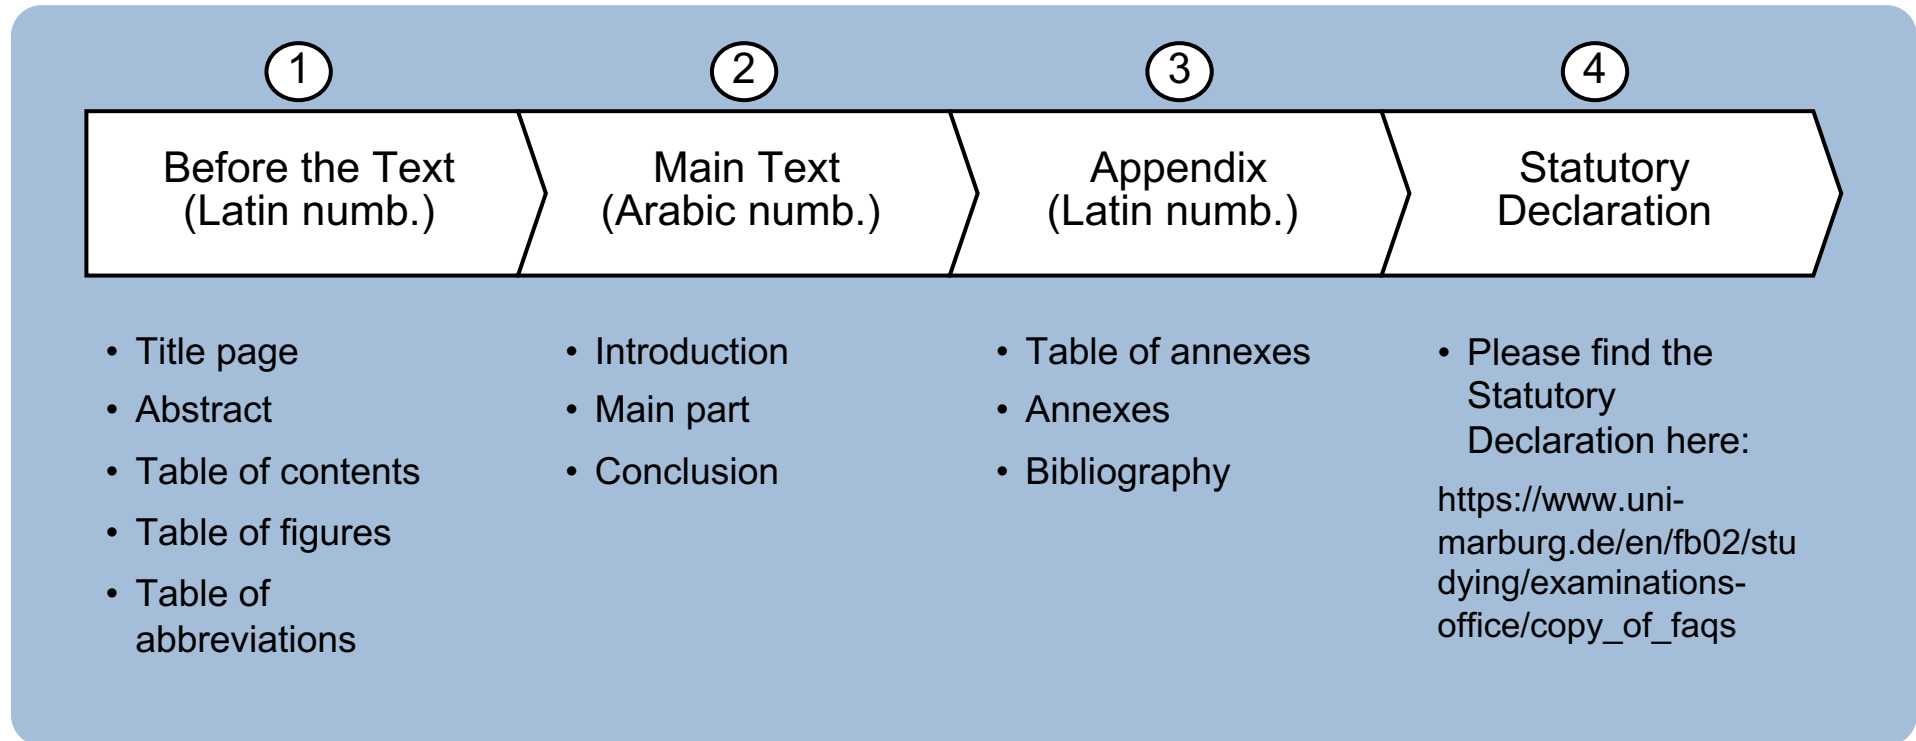 1
Before the Text
(Latin numb.)
• Title page
• Abstract
• Table of contents
• Table of figures
• Table of
abbreviations
2
Main Text
(Arabic numb.)
• Introduction
• Main part
• Conclusion
3
Appendix
(Latin numb.)
• Table of annexes
• Annexes
• Bibliography
4
Statutory
Declaration
• Please find the
Statutory
Declaration here:
https://www.uni-
marburg.de/en/fb02/stu
dying/examinations-
office/copy_of_faqs